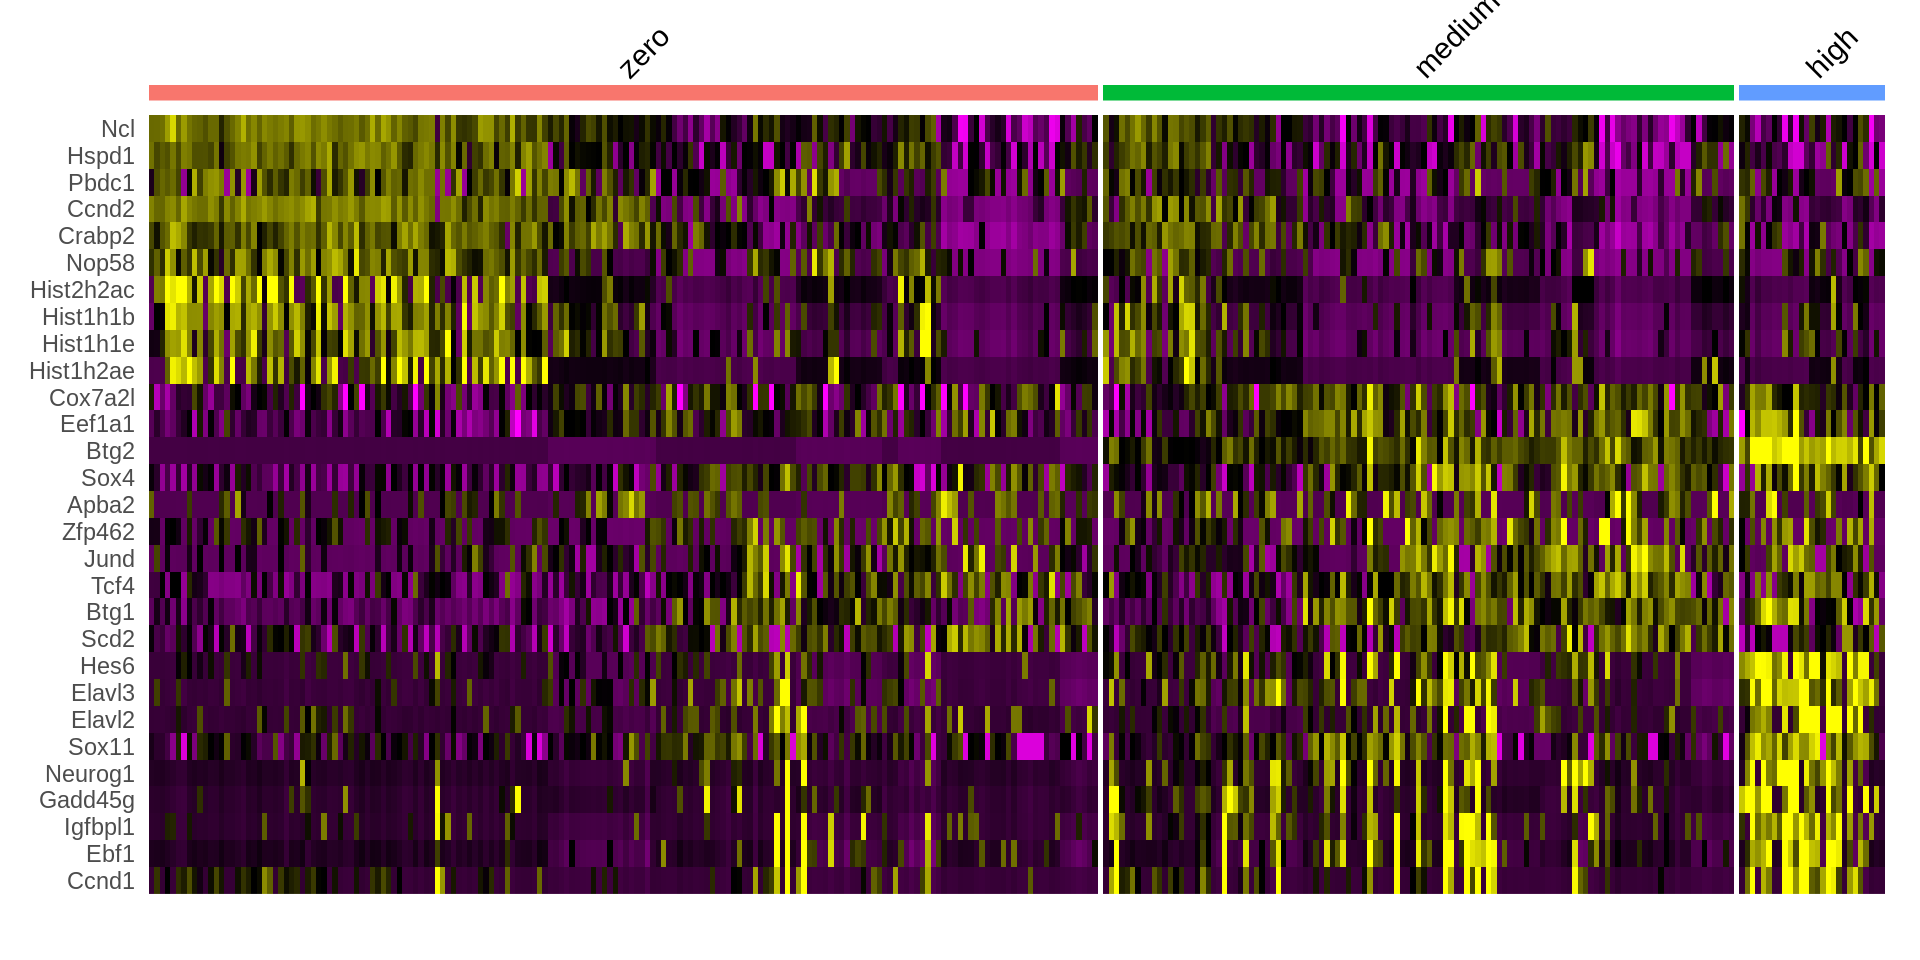 zero
medium
high
Ncl
Hspd1
Pbdc1
Ccnd2
Crabp2
Nop58
Hist2h2ac
Hist1h1b
Hist1h1e
Hist1h2ae
Cox7a2l
Eef1a1
Btg2
Sox4
Apba2
Zfp462
Jund
Tcf4
Btg1
Scd2
Hes6
Elavl3
Elavl2
Sox11
Neurog1
Gadd45g
Igfbpl1
Ebf1
Ccnd1